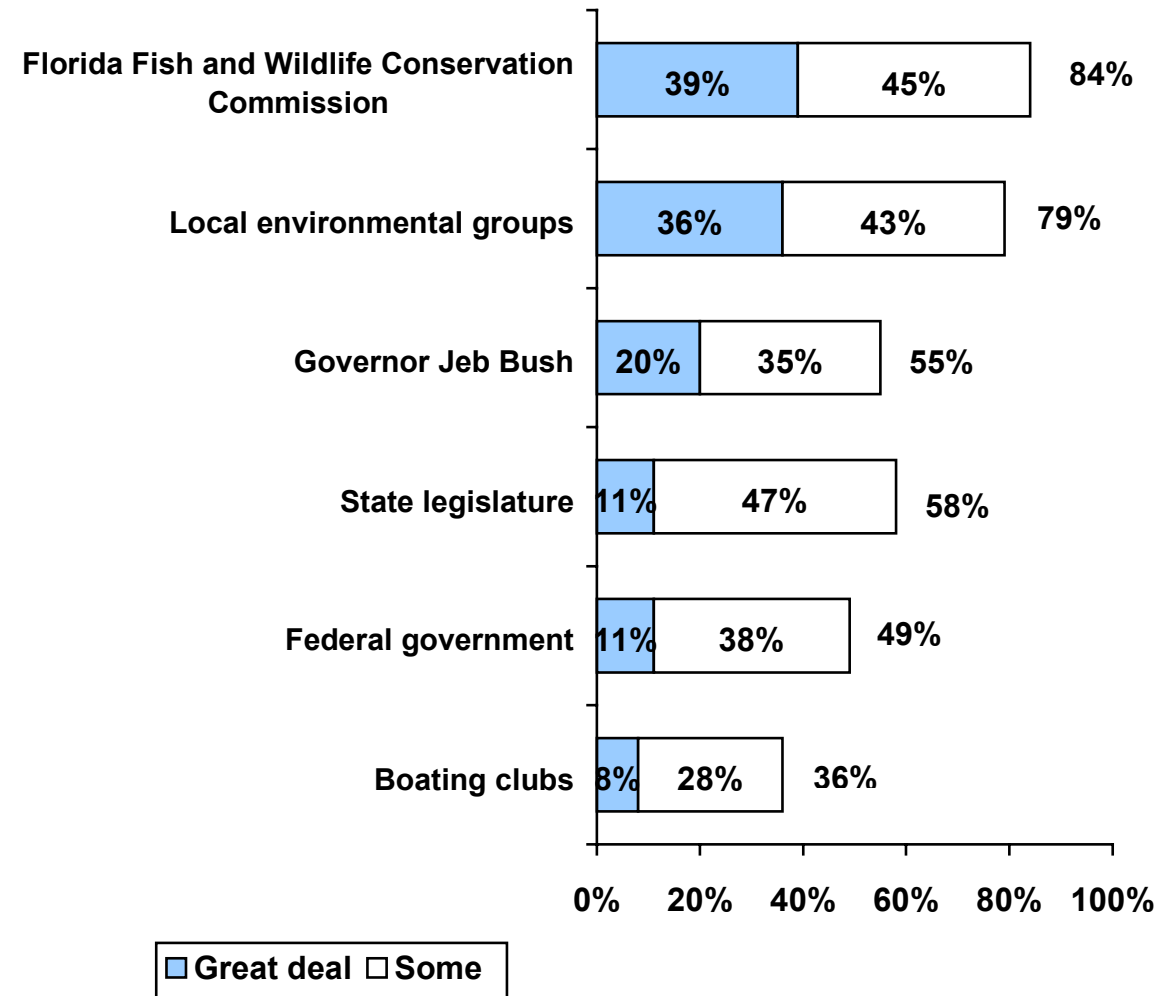 Florida Fish and Wildlife Conservation
Commission
39% 45% 84%
Local environmental groups 36% 43% 79%
Governor Jeb Bush 20% 35% 55%
State legislature 11% 47% 58%
Federal government 11% 38% 49%
Boating clubs 8% 28% 36%
0% 20% 40% 60% 80% 100%
Great deal Some